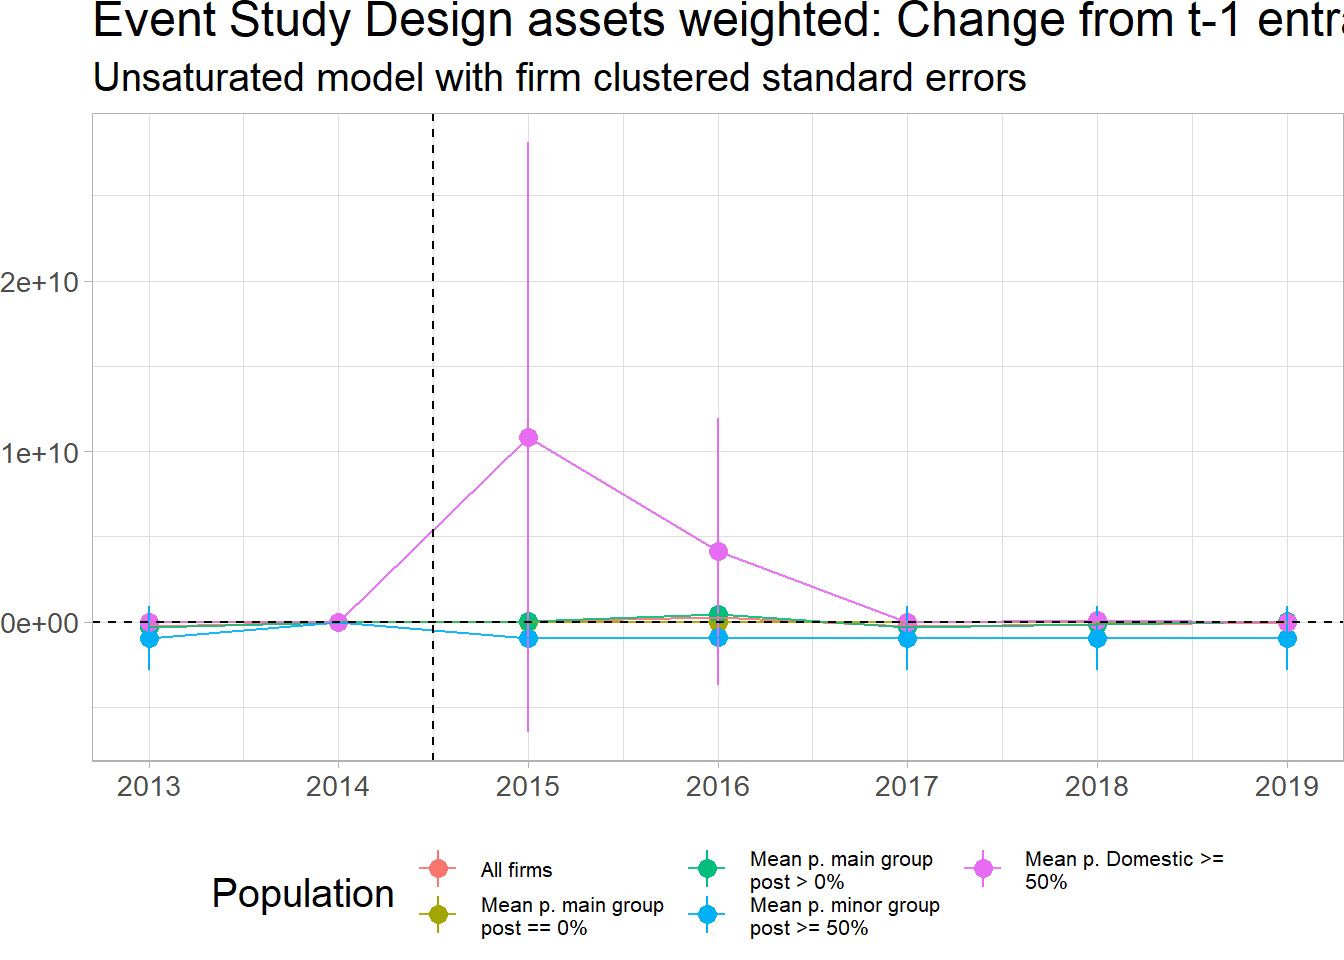 Event Study Design assets weighted: Change from t-1
Unsaturated model with firm clustered standard errors
2e+10
1e+10
0e+00
2013 2014 2015 2016 2017 2018 2019
Population
All firms
Mean p. main group
post == 0%
Mean p. main group
post > 0%
Mean p. minor group
post >= 50%
Mean p. Domestic >=
50%